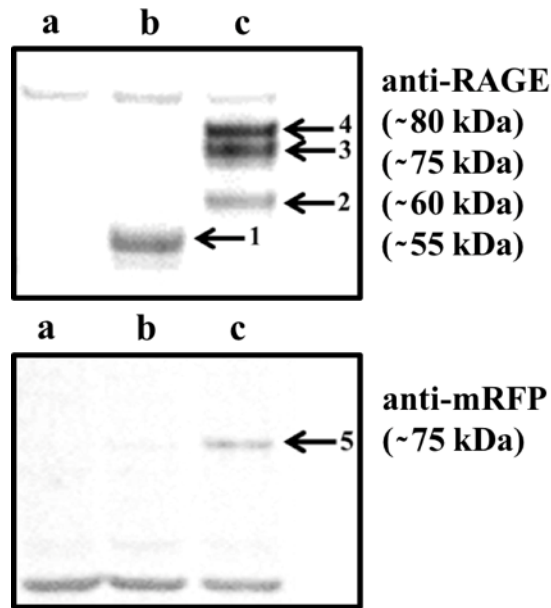 a b c
anti-RAGE
(~80 kDa)
(~75 kDa)
(~60 kDa)
(~55 kDa)
4
3
2
1
a b c
anti-mRFP
(~75 kDa)
5